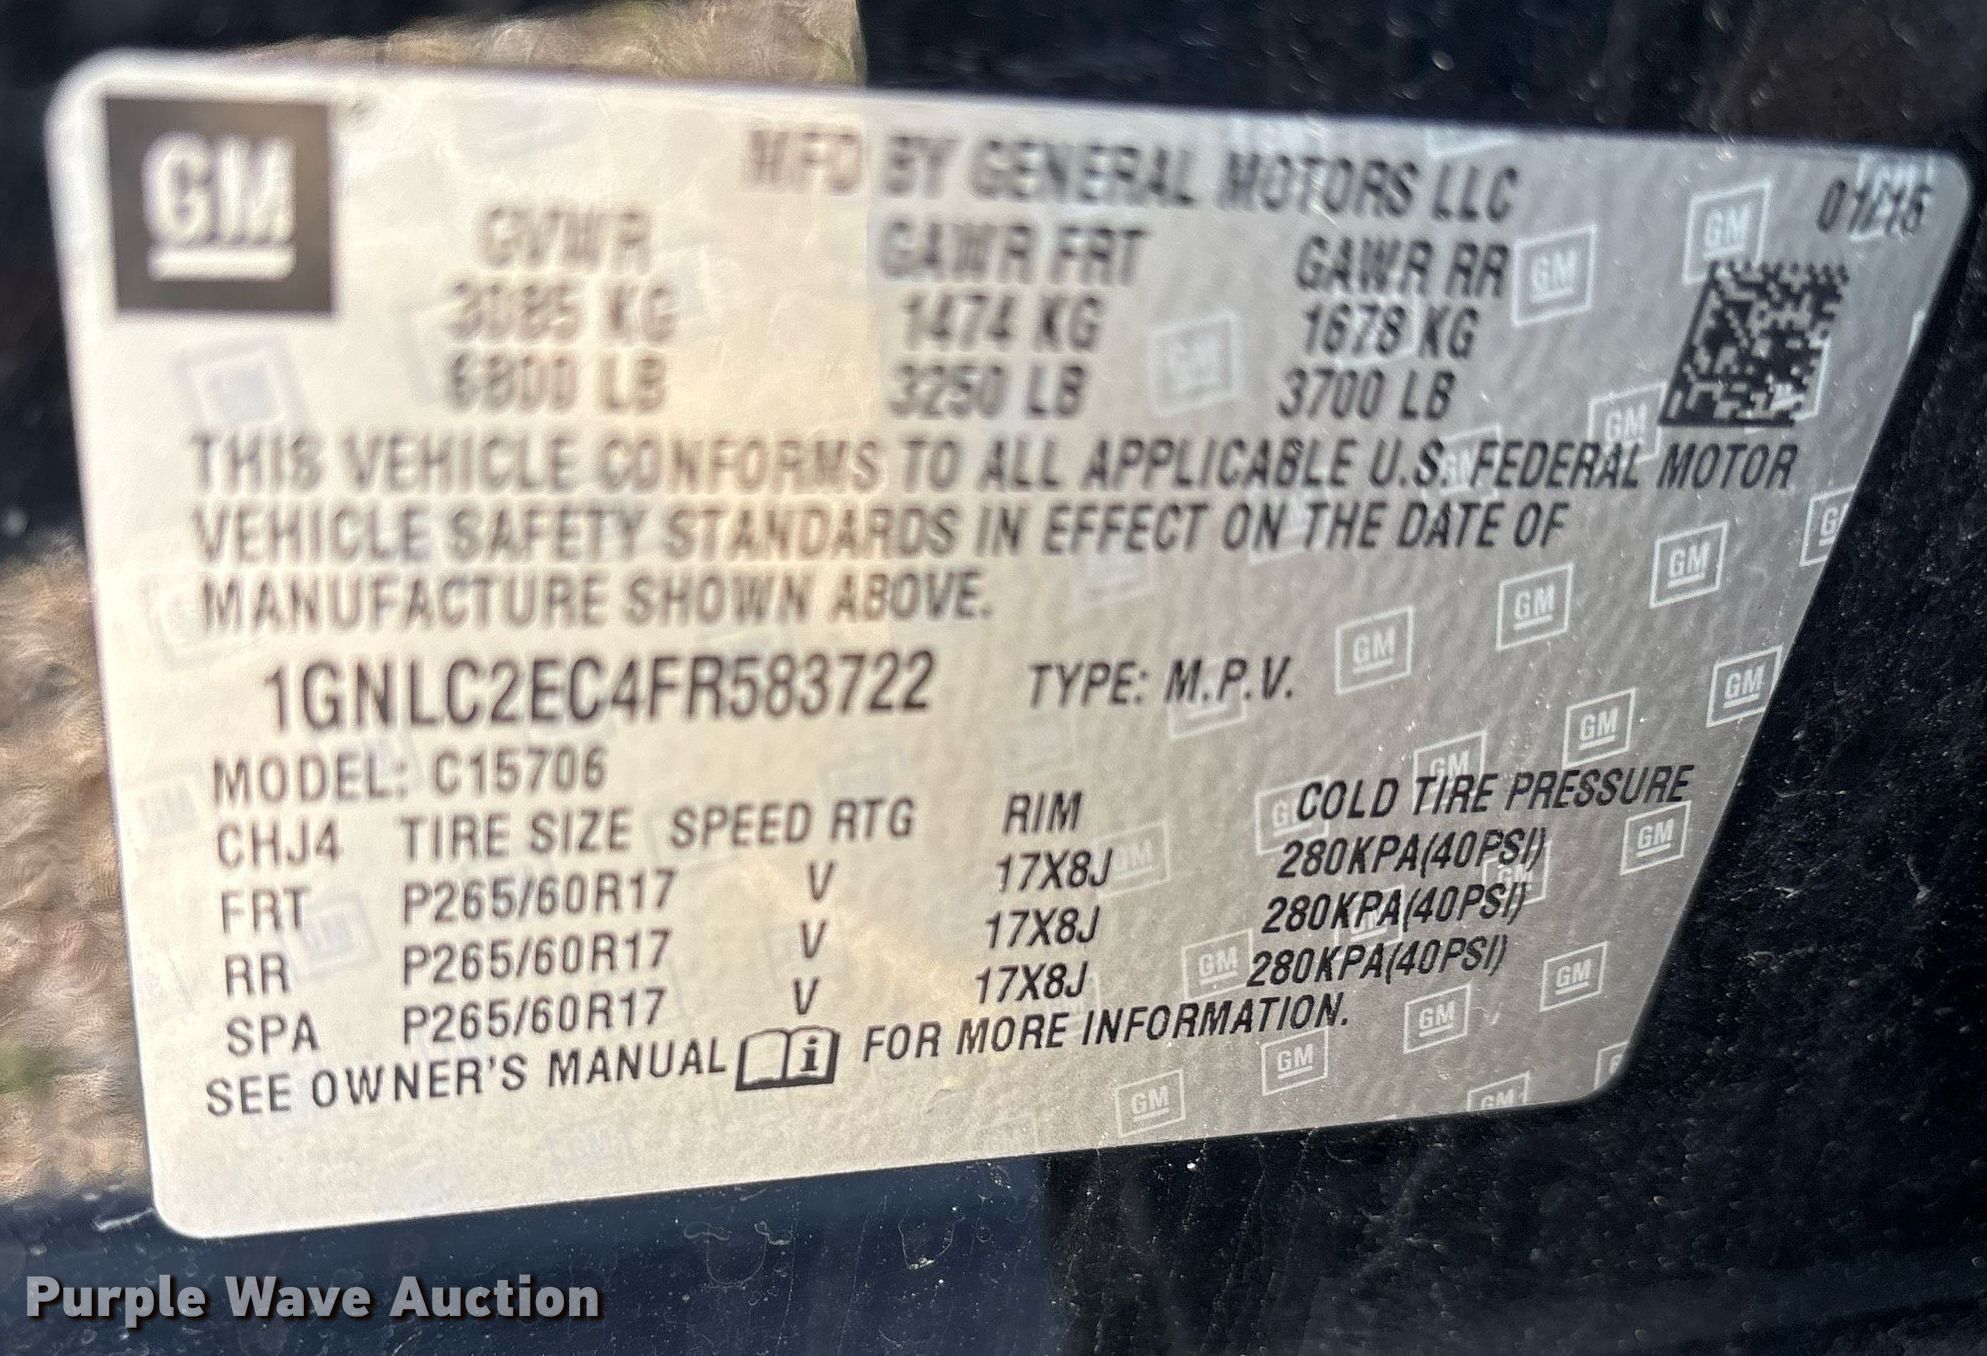 GM
MFD BY GENERAL MOTORS LLC
01/15
GVWR GAWR FRT GAWR RR
3085 KG 1474 KG 1678 KG
6800 LB 3250 LB 3700 LB
THIS VEHICLE CONFORMS TO ALL APPLICABLE U.S. FEDERAL MOTOR
VEHICLE SAFETY STANDARDS IN EFFECT ON THE DATE OF
MANUFACTURE SHOWN ABOVE.
1GNLC2EC4FR583722 TYPE: M.P.V.
MODEL: C15706
CHJ4 TIRE SIZE SPEED RTG RIM COLD TIRE PRESSURE
FRT P265/60R17 V 17X8J 280KPA(40PSI)
RR P265/60R17 V 17X8J 280KPA(40PSI)
SPA P265/60R17 V 17X8J 280KPA(40PSI)
SEE OWNER'S MANUAL i FOR MORE INFORMATION.
Purple Wave Auction